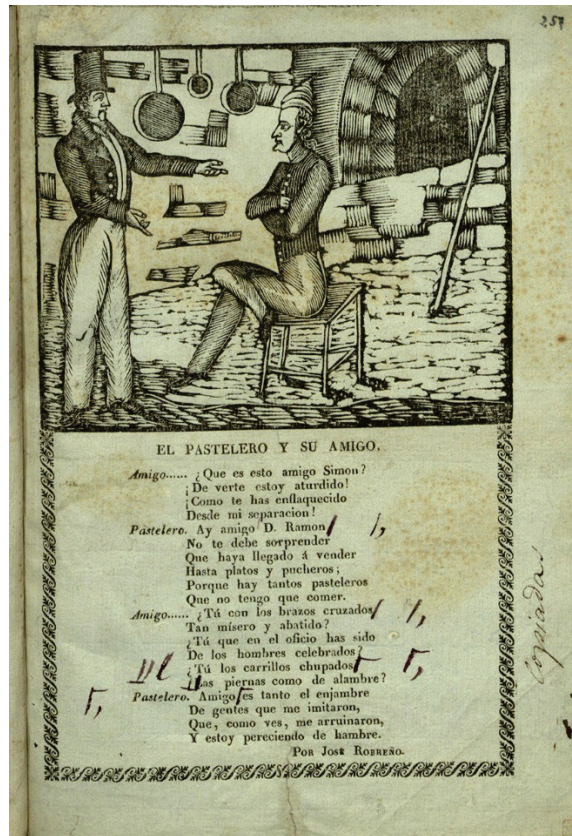 257
EL PASTELERO Y SU AMIGO.
Amigo...... ¿Que es esto amigo Simon?
¡De verte estoy aturdido!
¡Como te has enflaquecido
Desde mi separacion!
Pastelero. Ay amigo D. Ramon
No te debe sorprender
Que haya llegado á vender
Hasta platos y pucheros;
Porque hay tantos pasteleros
Que no tengo que comer.
Amigo...... ¿Tú con los brazos cruzados
Tan mísero y abatido?
¿Tú que en el oficio has sido
De los hombres celebrados?
¿Tú los carrillos chupados
las piernas como de alambre?
Pastelero. Amigo es tanto el enjambre
De gentes que me imitaron,
Que, como ves, me arruinaron,
Y estoy pereciendo de hambre.
POR JOSE ROBREÑO.
Copiadas